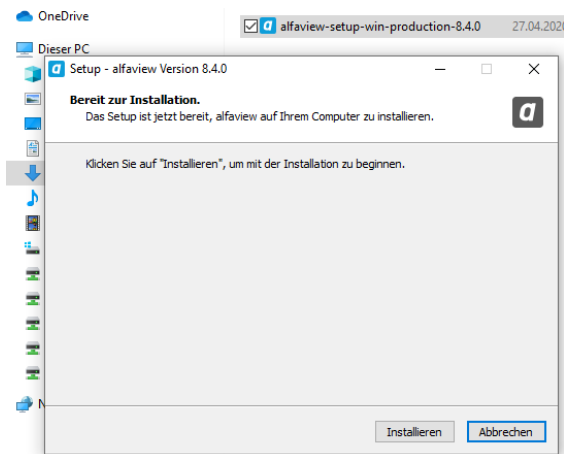 OneDrive
alfaview-setup-win-production-8.4.0 27.04.202
Dieser PC
Setup - alfaview Version 8.4.0
Bereit zur Installation.
Das Setup ist jetzt bereit, alfaview auf Ihrem Computer zu installieren.
Klicken Sie auf "Installieren", um mit der Installation zu beginnen.
N
Installieren Abbrechen